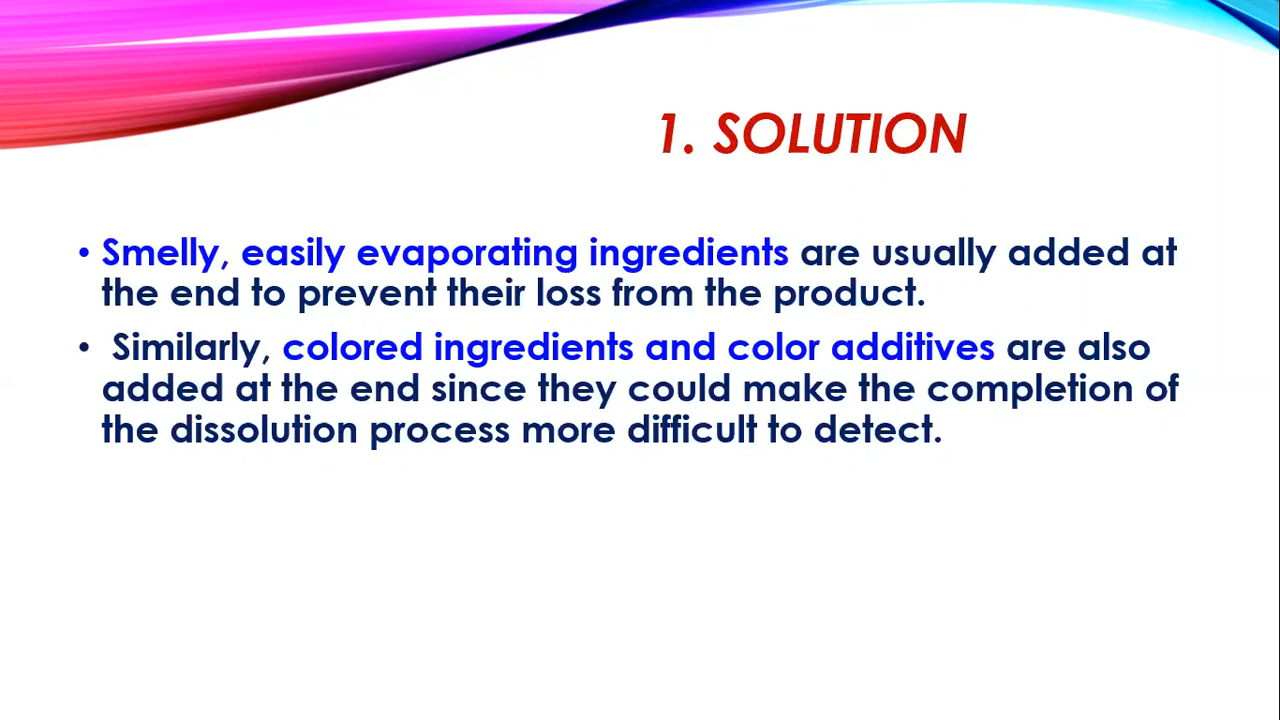 1. SOLUTION
• Smelly, easily evaporating ingredients are usually added at
the end to prevent their loss from the product.
• Similarly, colored ingredients and color additives are also
added at the end since they could make the completion of
the dissolution process more difficult to detect.